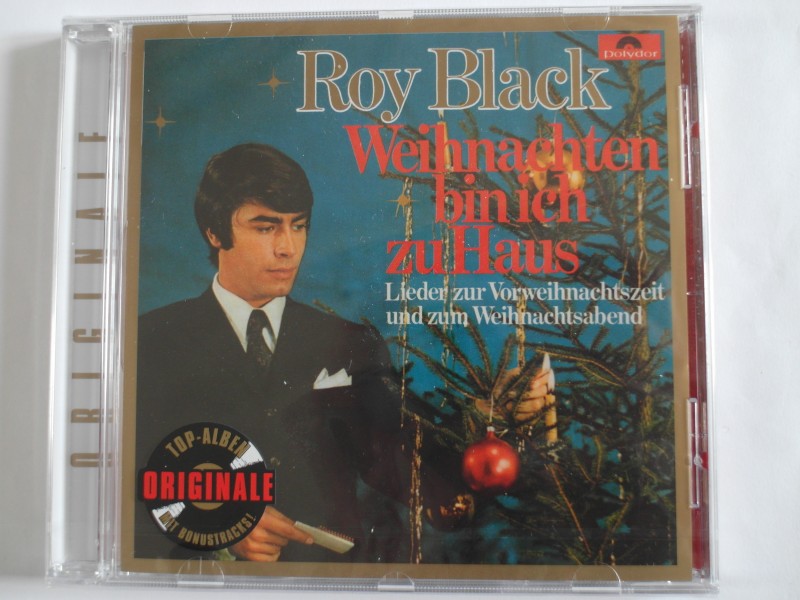 ORIGINALE
Roy Black
polydor
Weihnachten
bin ich
zu Haus
Lieder zur Vorweihnachtszeit
und zum Weihnachtsabend
TOP-ALBEN
ORIGINALE
MIT BONUSTRACKS!